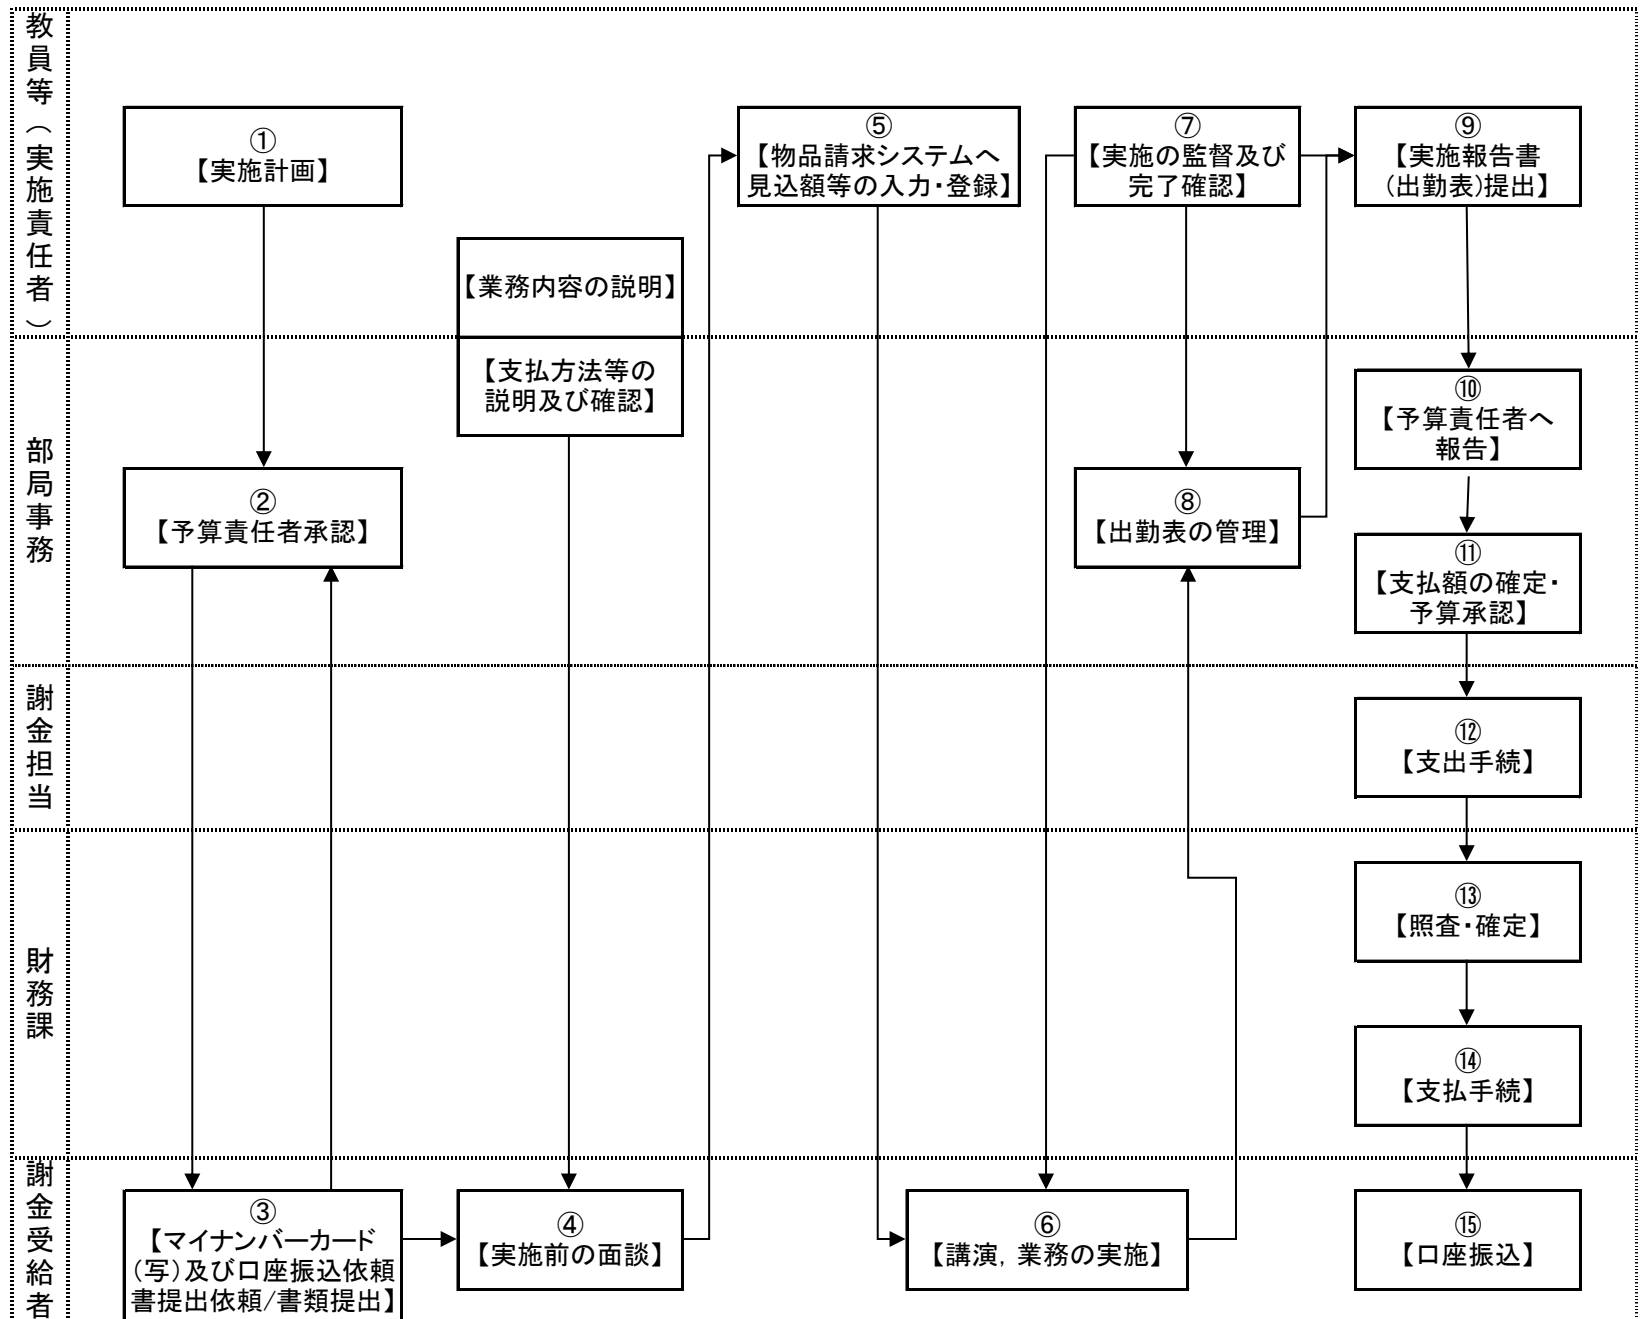 教員等（実施責任者）
①
【実施計画】
【業務内容の説明】
⑤
【物品請求システムへ
見込額等の入力・登録】
⑦
【実施の監督及び
完了確認】
⑨
【実施報告書
(出勤表)提出】
部局事務
②
【予算責任者承認】
【支払方法等の
説明及び確認】
⑧
【出勤表の管理】
⑩
【予算責任者へ
報告】
⑪
【支払額の確定・
予算承認】
謝金担当
⑫
【支出手続】
財務課
⑬
【照査・確定】
⑭
【支払手続】
謝金受給者
③
【マイナンバーカード
(写)及び口座振込依頼
書提出依頼/書類提出】
④
【実施前の面談】
⑥
【講演，業務の実施】
⑮
【口座振込】